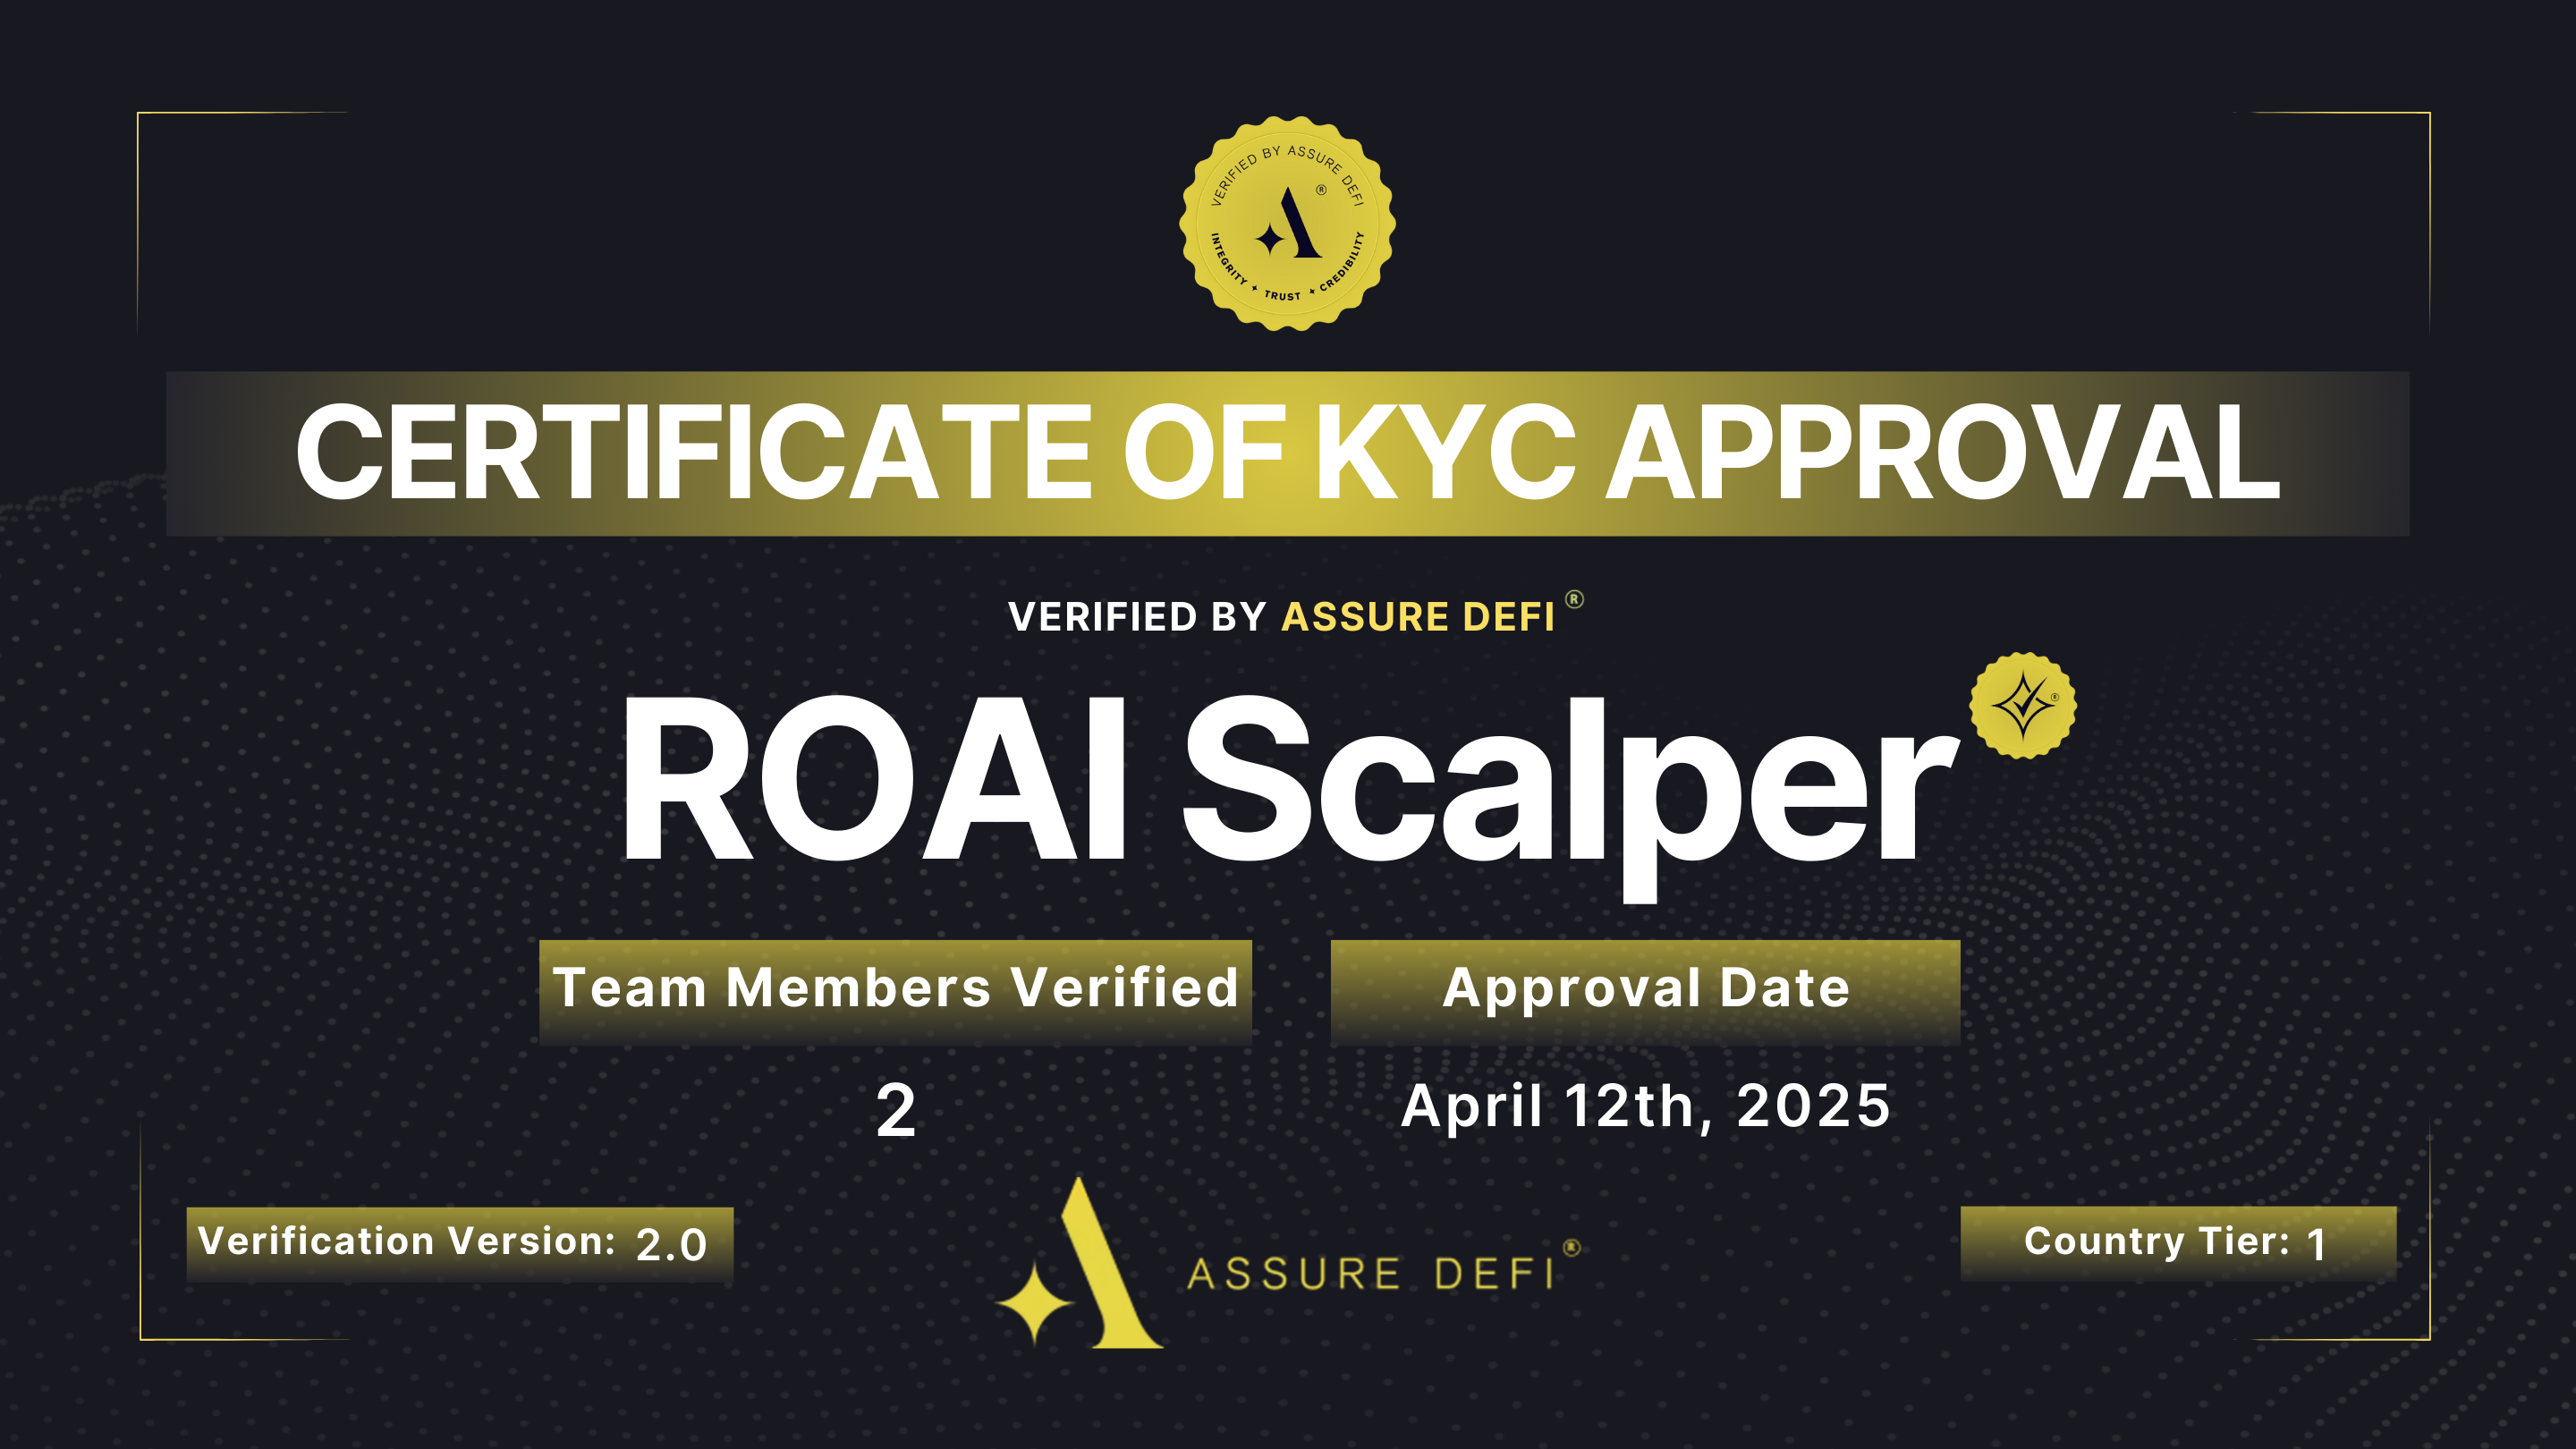 VERIFIED BY ASSURE DEFI
®
INTEGRITY ✦ TRUST ✦ CREDIBILITY
CERTIFICATE OF KYC APPROVAL
VERIFIED BY ASSURE DEFI ®
ROAI Scalper
®
Team Members Verified
2
Approval Date
April 12th, 2025
Verification Version: 2.0
ASSURE DEFI ®
Country Tier: 1